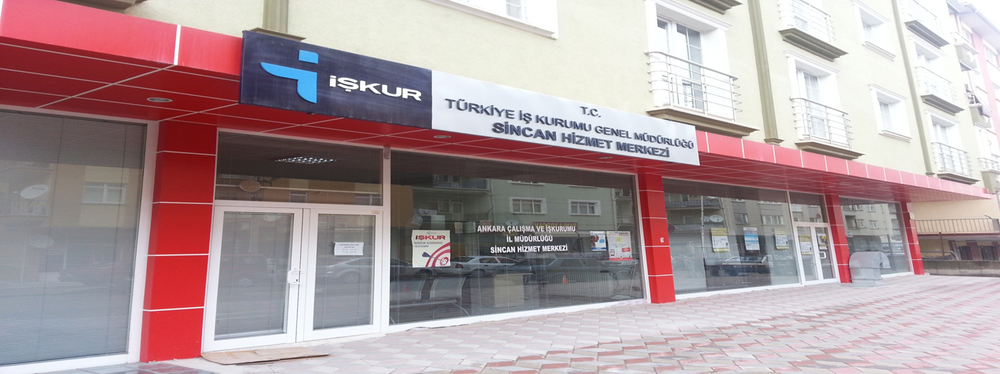 İŞKUR
T.C.
TÜRKİYE İŞ KURUMU GENEL MÜDÜRLÜĞÜ
SİNCAN HİZMET MERKEZİ
İŞKUR
ANKARA ÇALIŞMA VE İŞKURUMU
İL MÜDÜRLÜĞÜ
SİNCAN HİZMET MERKEZİ